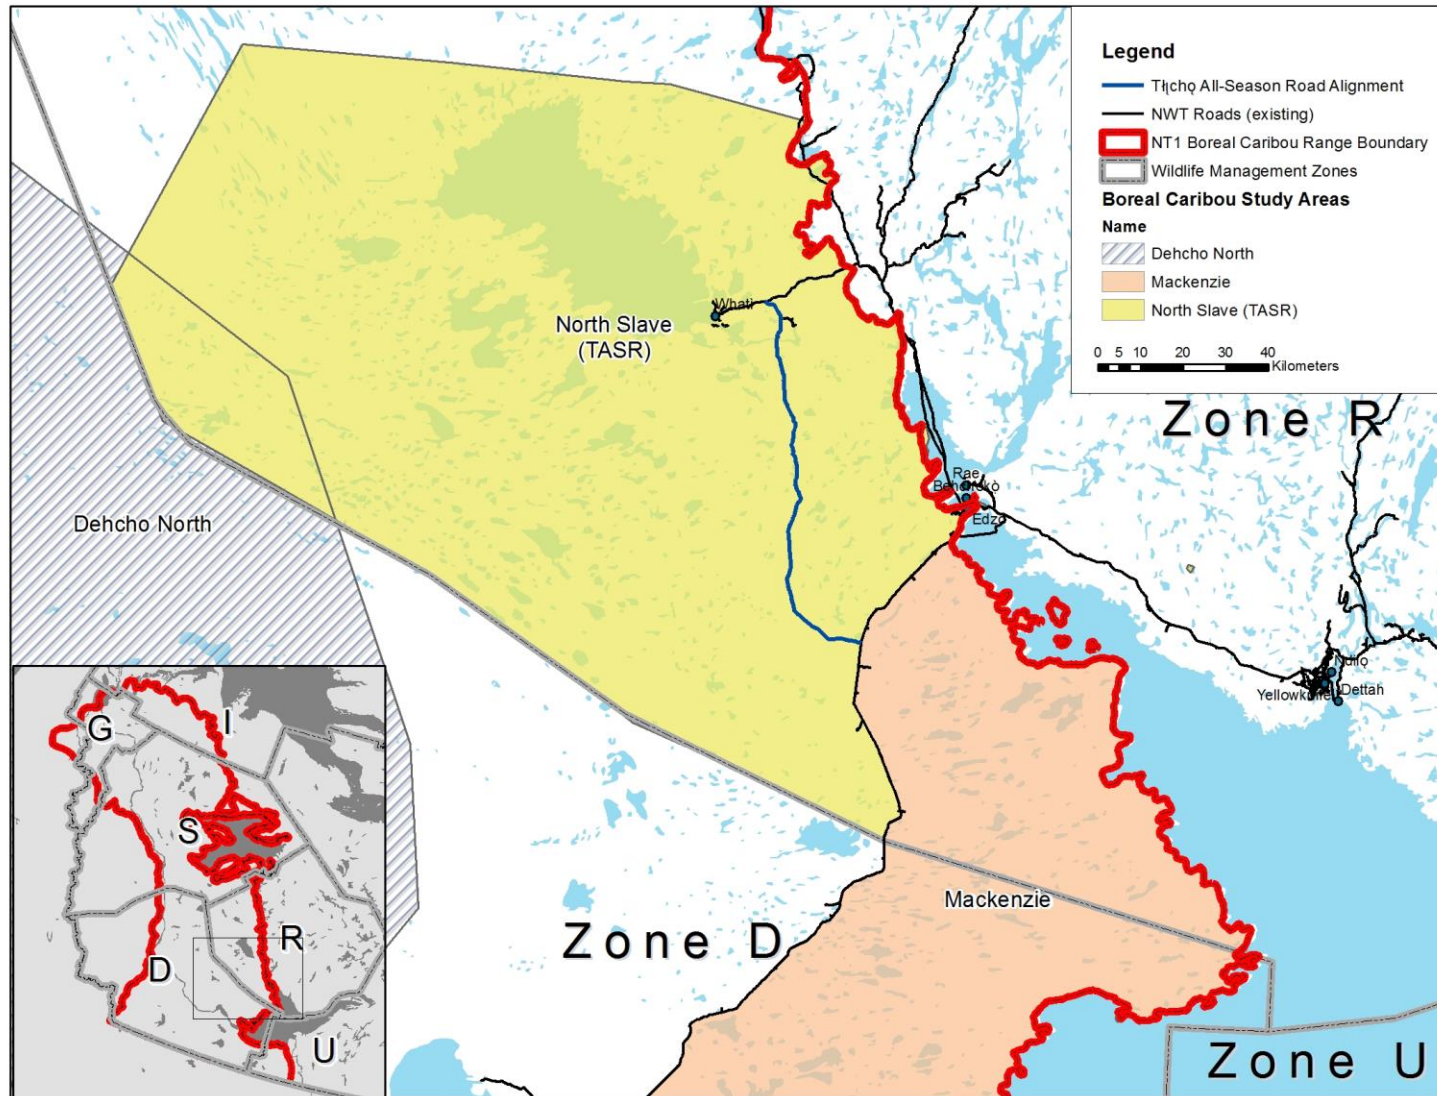 Legend
Tłı̨chǫ All-Season Road Alignment
NWT Roads (existing)
NT1 Boreal Caribou Range Boundary
Wildlife Management Zones
Boreal Caribou Study Areas
Name
Dehcho North
Mackenzie
North Slave (TASR)
0 5 10 20 30 40
Kilometers
Whatì
North Slave
(TASR)
Zone R
Rae
Edzo
Dehcho North
Dettah
Mackenzie
Zone D
Zone U
G
I
S
R
D
U